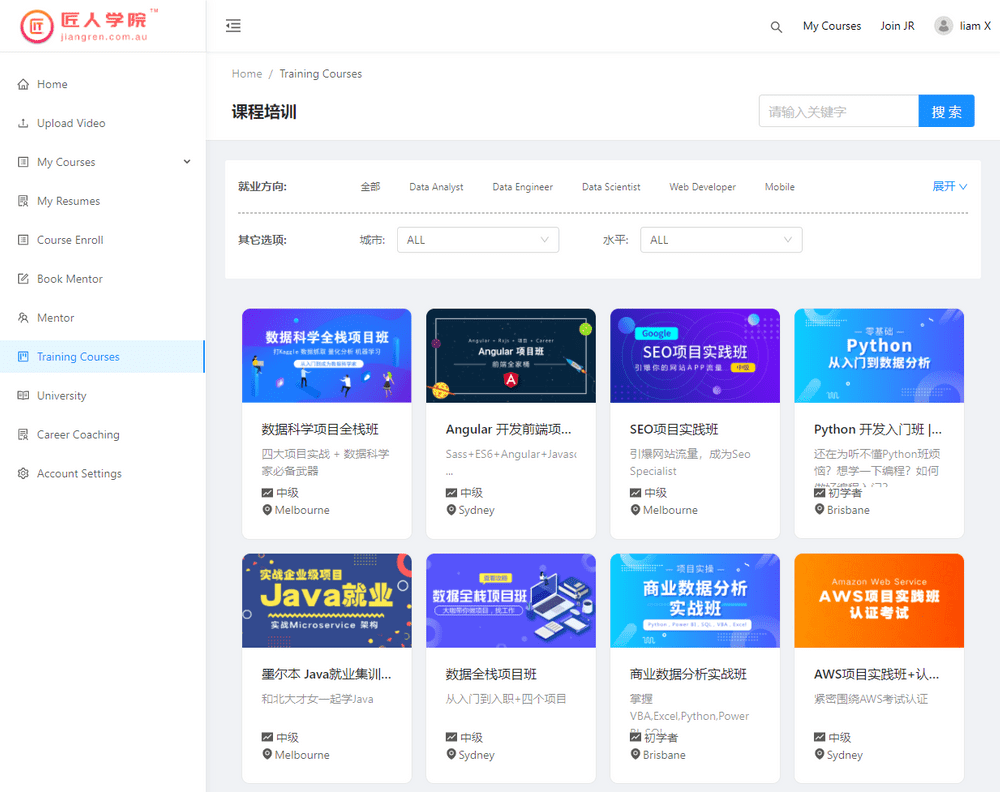 匠人学院™
jiangren.com.au
My Courses
Join JR
liam X
Home
Upload Video
My Courses
My Resumes
Course Enroll
Book Mentor
Mentor
Training Courses
University
Career Coaching
Account Settings
Home / Training Courses
课程培训
请输入关键字
搜 索
就业方向: 全部 Data Analyst Data Engineer Data Scientist Web Developer Mobile 展开
其它选项: 城市: ALL 水平: ALL
数据科学全栈项目班
打Kaggle 数据抓取 量化分析 机器学习
从入门到成为数据科学家
数据科学项目全栈班
四大项目实战 + 数据科学
家必备武器
中级
Melbourne
Angular + Rxjs + 项目 + Career
Angular 项目班
前端全家桶
A
Angular 开发前端项...
Sass+ES6+Angular+Javasc
...
中级
Sydney
Google
SEO项目实践班
引爆你的网站APP流量 中级
SEO项目实践班
引爆网站流量，成为Seo
Specialist
中级
Melbourne
零基础
Python
从入门到数据分析
Python 开发入门班 |...
还在为听不懂Python班烦
恼？想学一下编程？如何
做好编程入门?
初学者
Brisbane
实战企业级项目
Java就业
实战Microservice 架构
墨尔本 Java就业集训...
和北大才女一起学Java
中级
Melbourne
数据全栈项目班
大咖带你做项目，找工作
数据全栈项目班
从入门到入职+四个项目
中级
Sydney
项目实操
商业数据分析
实战班
Python , Power BI, SQL , VBA , Excel
商业数据分析实战班
掌握
VBA,Excel,Python,Power
BI,SQL
初学者
Brisbane
Amazon Web Service
AWS项目实践班
认证考试
AWS项目实践班+认...
紧密围绕AWS考试认证
中级
Sydney